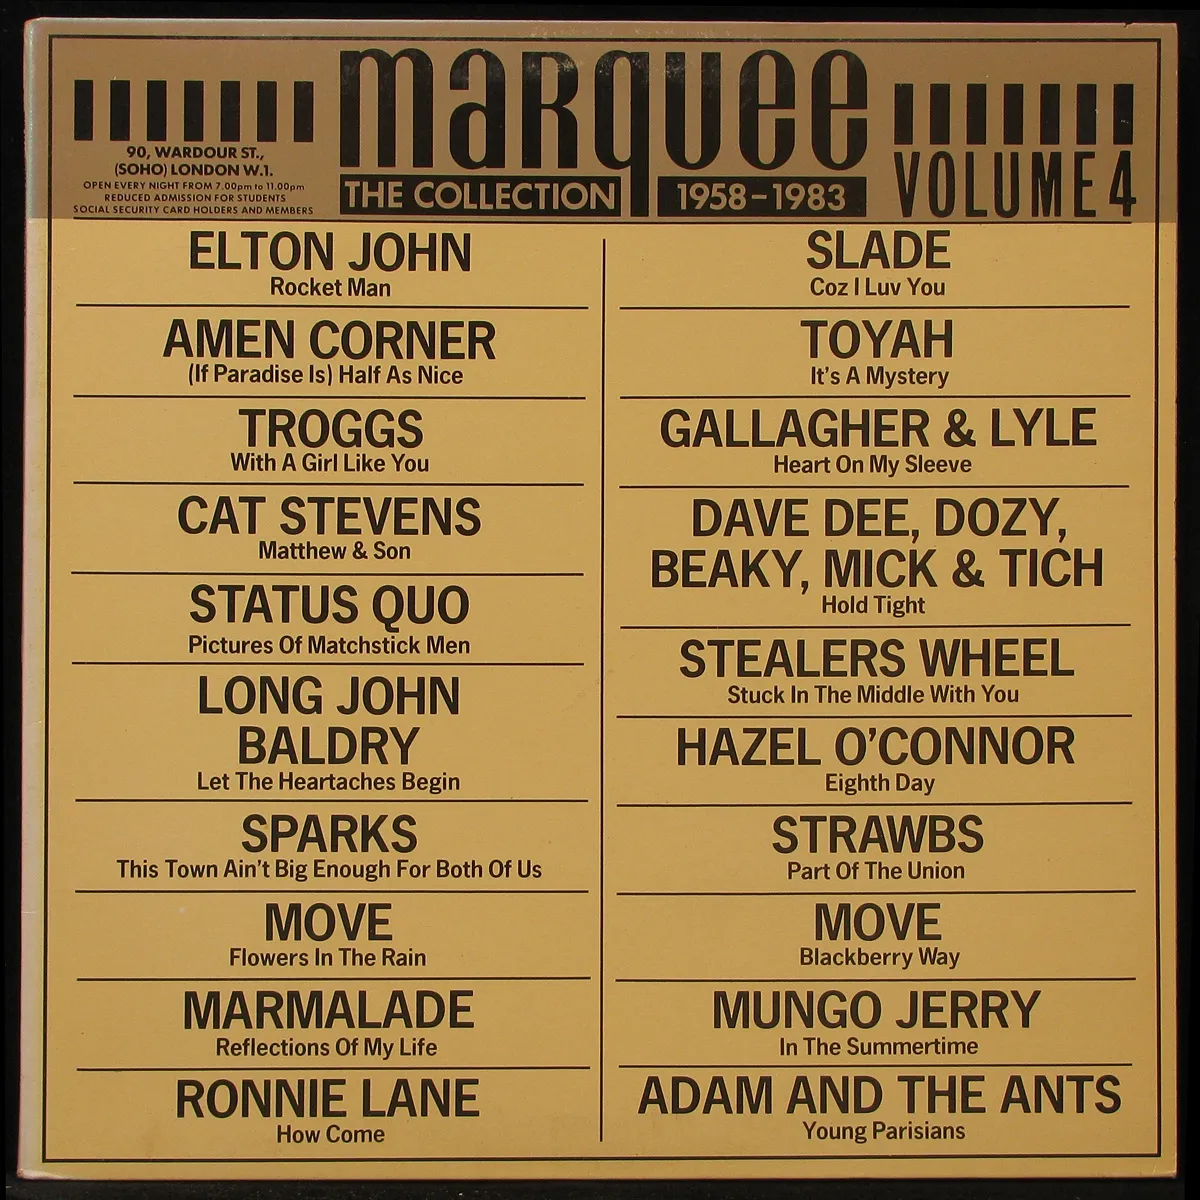 marquee
THE COLLECTION 1958–1983
90, WARDOUR ST.,
(SOHO) LONDON W.1.
OPEN EVERY NIGHT FROM 7.00pm to 11.00pm
REDUCED ADMISSION FOR STUDENTS
SOCIAL SECURITY CARD HOLDERS AND MEMBERS
VOLUME 4
ELTON JOHN
Rocket Man
AMEN CORNER
(If Paradise Is) Half As Nice
TROGGS
With A Girl Like You
CAT STEVENS
Matthew & Son
STATUS QUO
Pictures Of Matchstick Men
LONG JOHN
BALDRY
Let The Heartaches Begin
SPARKS
This Town Ain't Big Enough For Both Of Us
MOVE
Flowers In The Rain
MARMALADE
Reflections Of My Life
RONNIE LANE
How Come
SLADE
Coz I Luv You
TOYAH
It's A Mystery
GALLAGHER & LYLE
Heart On My Sleeve
DAVE DEE, DOZY,
BEAKY, MICK & TICH
Hold Tight
STEALERS WHEEL
Stuck In The Middle With You
HAZEL O'CONNOR
Eighth Day
STRAWBS
Part Of The Union
MOVE
Blackberry Way
MUNGO JERRY
In The Summertime
ADAM AND THE ANTS
Young Parisians